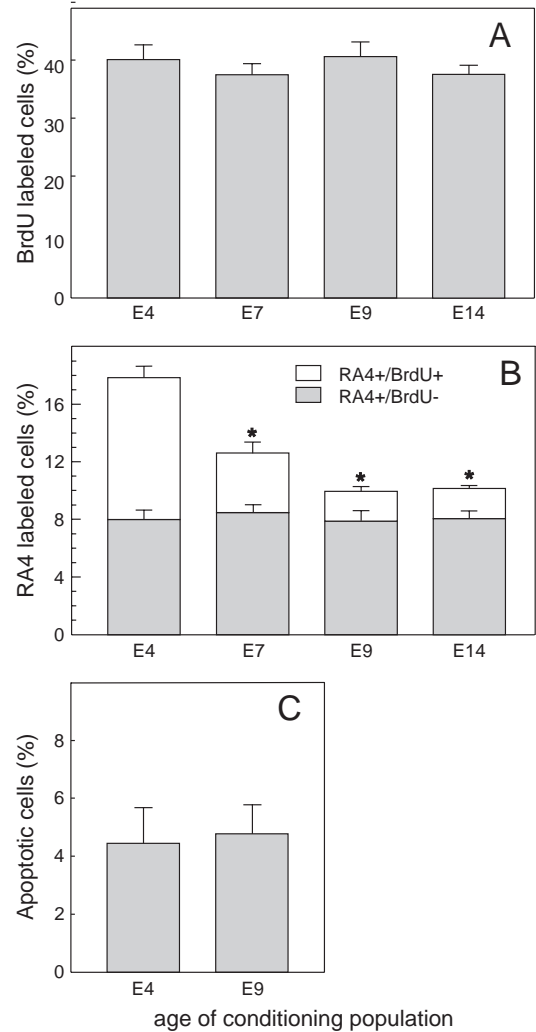 A
BrdU labeled cells (%)
40
30
20
10
0
E4 E7 E9 E14
B
RA4+/BrdU+
RA4+/BrdU-
RA4 labeled cells (%)
16
12
8
4
0
* * *
E4 E7 E9 E14
C
Apoptotic cells (%)
8
6
4
2
0
E4 E9
age of conditioning population